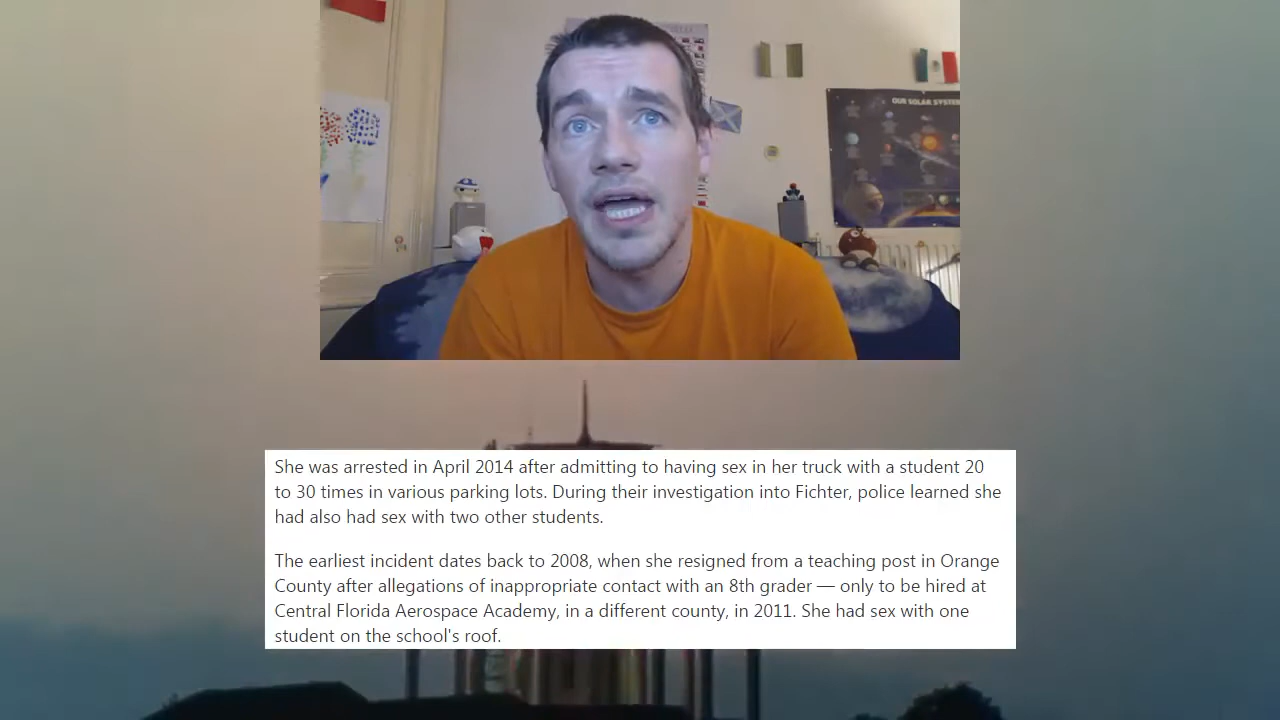 OUR SOLAR SYSTEM
She was arrested in April 2014 after admitting to having sex in her truck with a student 20
to 30 times in various parking lots. During their investigation into Fichter, police learned she
had also had sex with two other students.
The earliest incident dates back to 2008, when she resigned from a teaching post in Orange
County after allegations of inappropriate contact with an 8th grader — only to be hired at
Central Florida Aerospace Academy, in a different county, in 2011. She had sex with one
student on the school's roof.